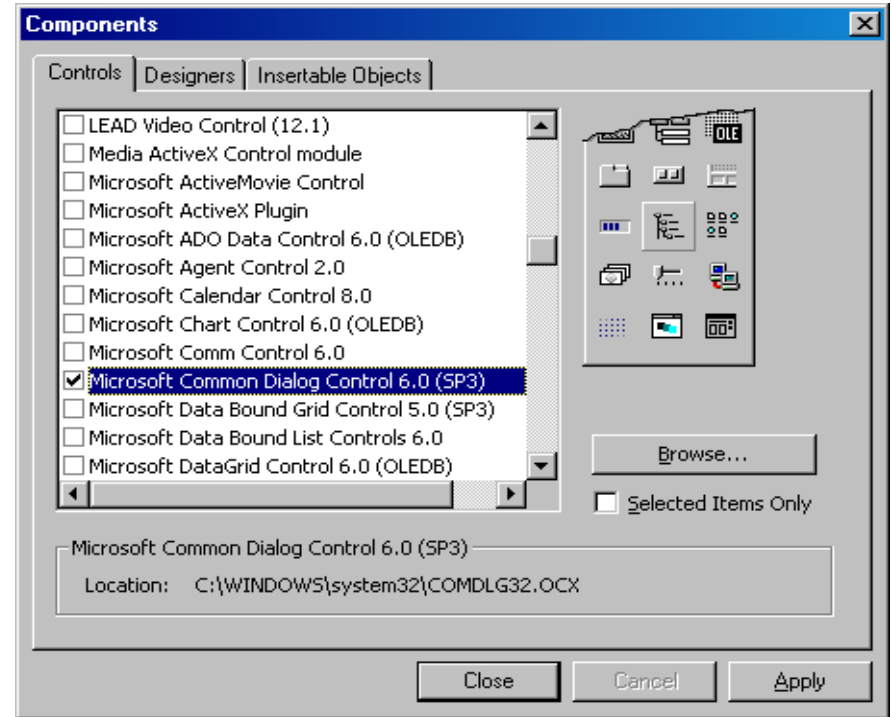 Components
Controls Designers Insertable Objects
LEAD Video Control (12.1)
Media ActiveX Control module
Microsoft ActiveMovie Control
Microsoft ActiveX Plugin
Microsoft ADO Data Control 6.0 (OLEDB)
Microsoft Agent Control 2.0
Microsoft Calendar Control 8.0
Microsoft Chart Control 6.0 (OLEDB)
Microsoft Comm Control 6.0
Microsoft Common Dialog Control 6.0 (SP3)
Microsoft Data Bound Grid Control 5.0 (SP3)
Microsoft Data Bound List Controls 6.0
Microsoft DataGrid Control 6.0 (OLEDB)
OLE
Browse...
Selected Items Only
Microsoft Common Dialog Control 6.0 (SP3)
Location: C:\WINDOWS\system32\COMDLG32.OCX
Close Cancel Apply